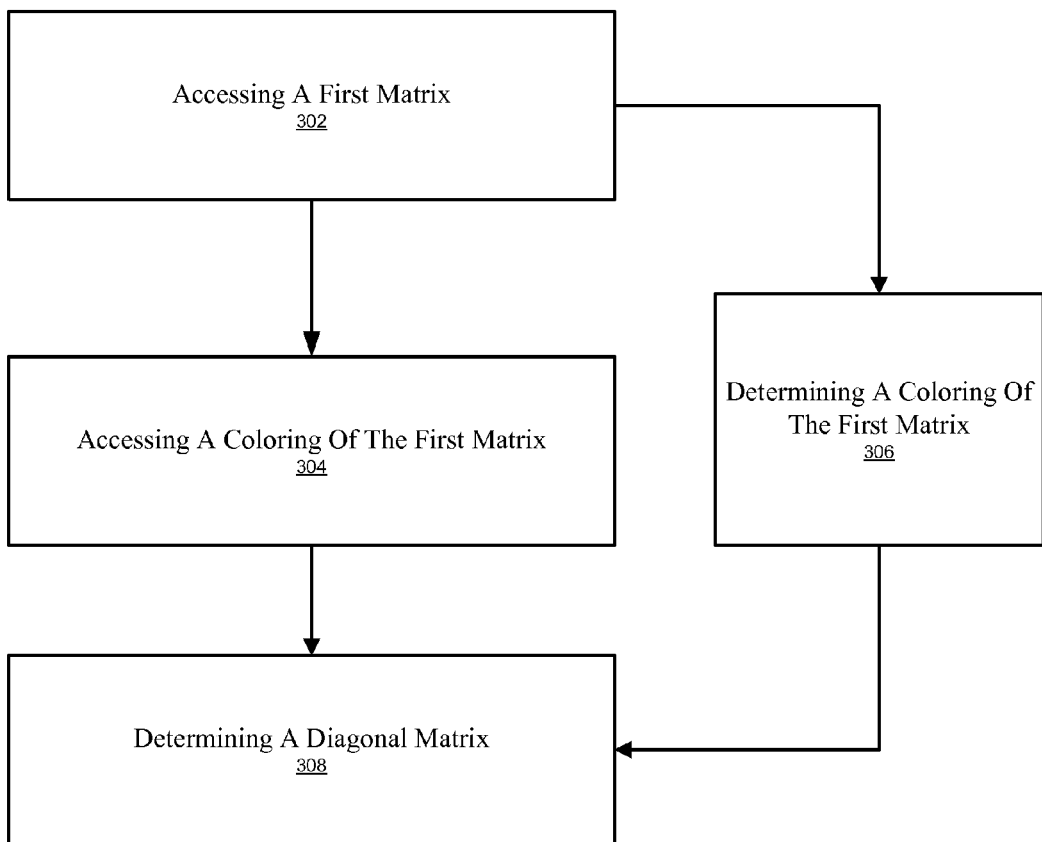 Accessing A First Matrix
302
Accessing A Coloring Of The First Matrix
304
Determining A Coloring Of
The First Matrix
306
Determining A Diagonal Matrix
308